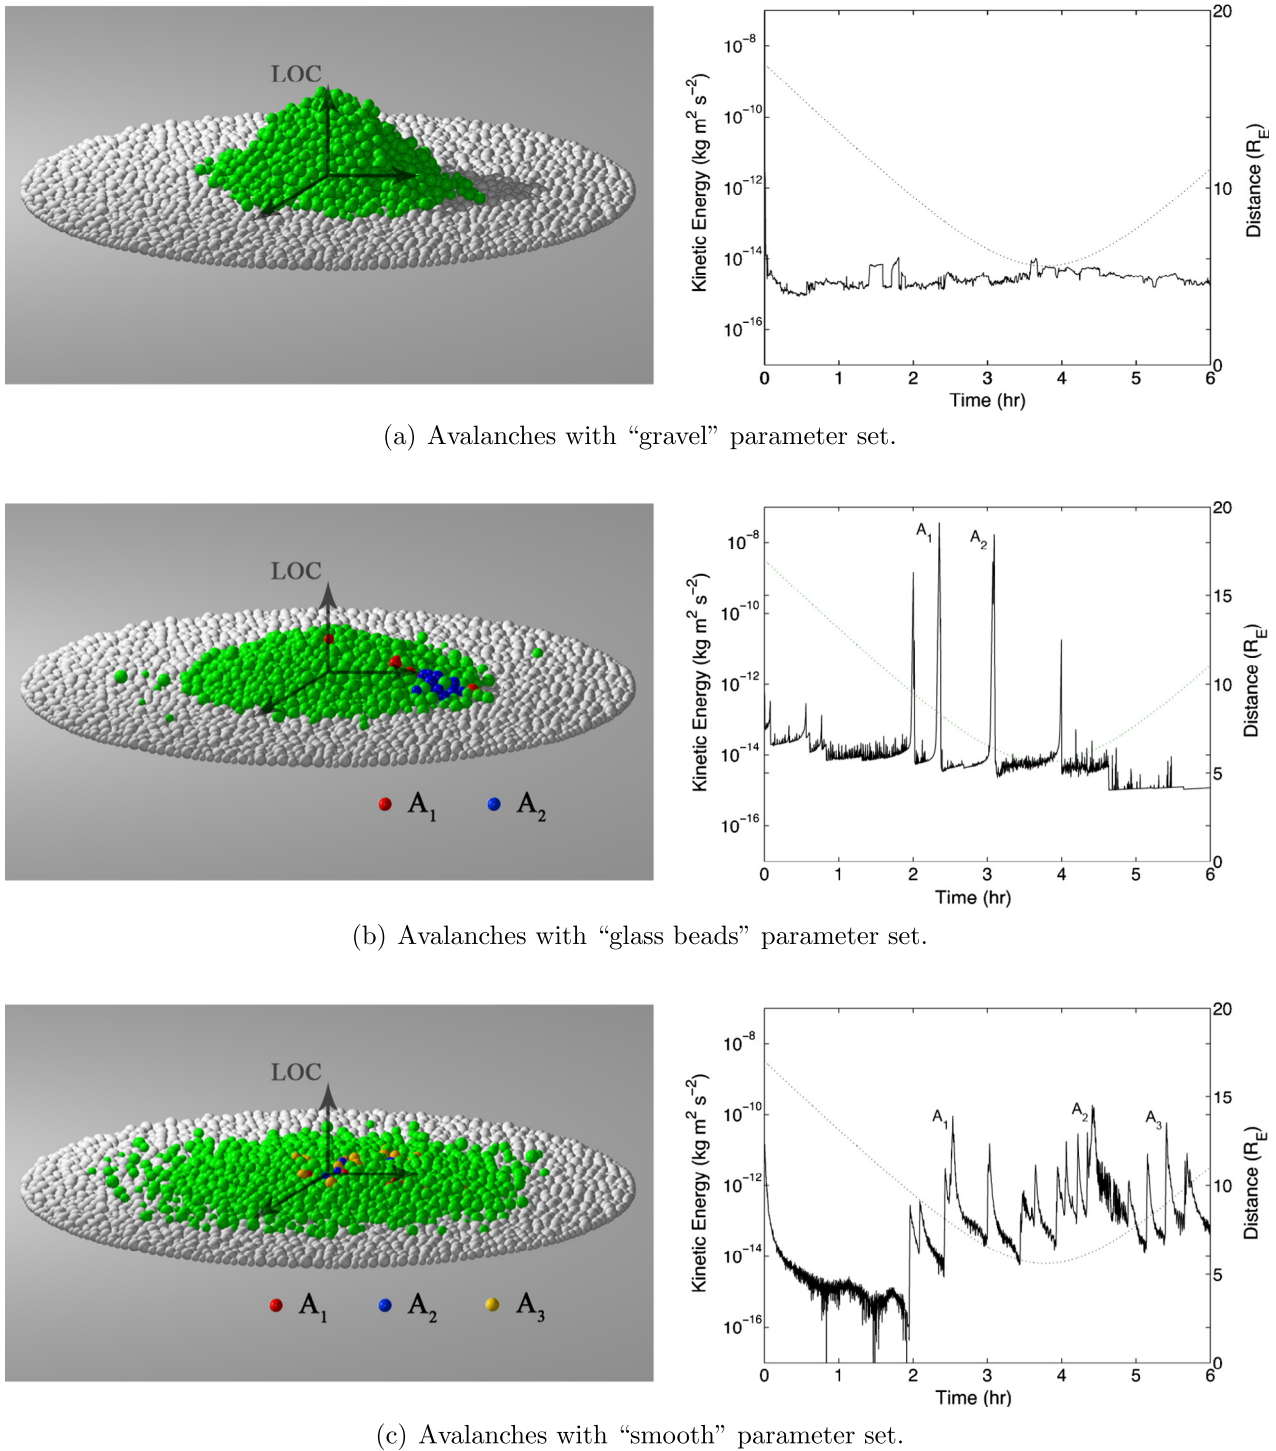 LOC
Kinetic Energy (kg m² s⁻²)
10⁻⁸
10⁻¹⁰
10⁻¹²
10⁻¹⁴
10⁻¹⁶
20
10
0
Distance (R_E)
0 1 2 3 4 5 6
Time (hr)
(a) Avalanches with “gravel” parameter set.
LOC
A₁ A₂
Kinetic Energy (kg m² s⁻²)
10⁻⁸
10⁻¹⁰
10⁻¹²
10⁻¹⁴
10⁻¹⁶
A₁ A₂
20
15
10
5
0
Distance (R_E)
0 1 2 3 4 5 6
Time (hr)
(b) Avalanches with “glass beads” parameter set.
LOC
A₁ A₂ A₃
Kinetic Energy (kg m² s⁻²)
10⁻⁸
10⁻¹⁰
10⁻¹²
10⁻¹⁴
10⁻¹⁶
A₁ A₂ A₃
20
15
10
5
0
Distance (R_E)
0 1 2 3 4 5 6
Time (hr)
(c) Avalanches with “smooth” parameter set.